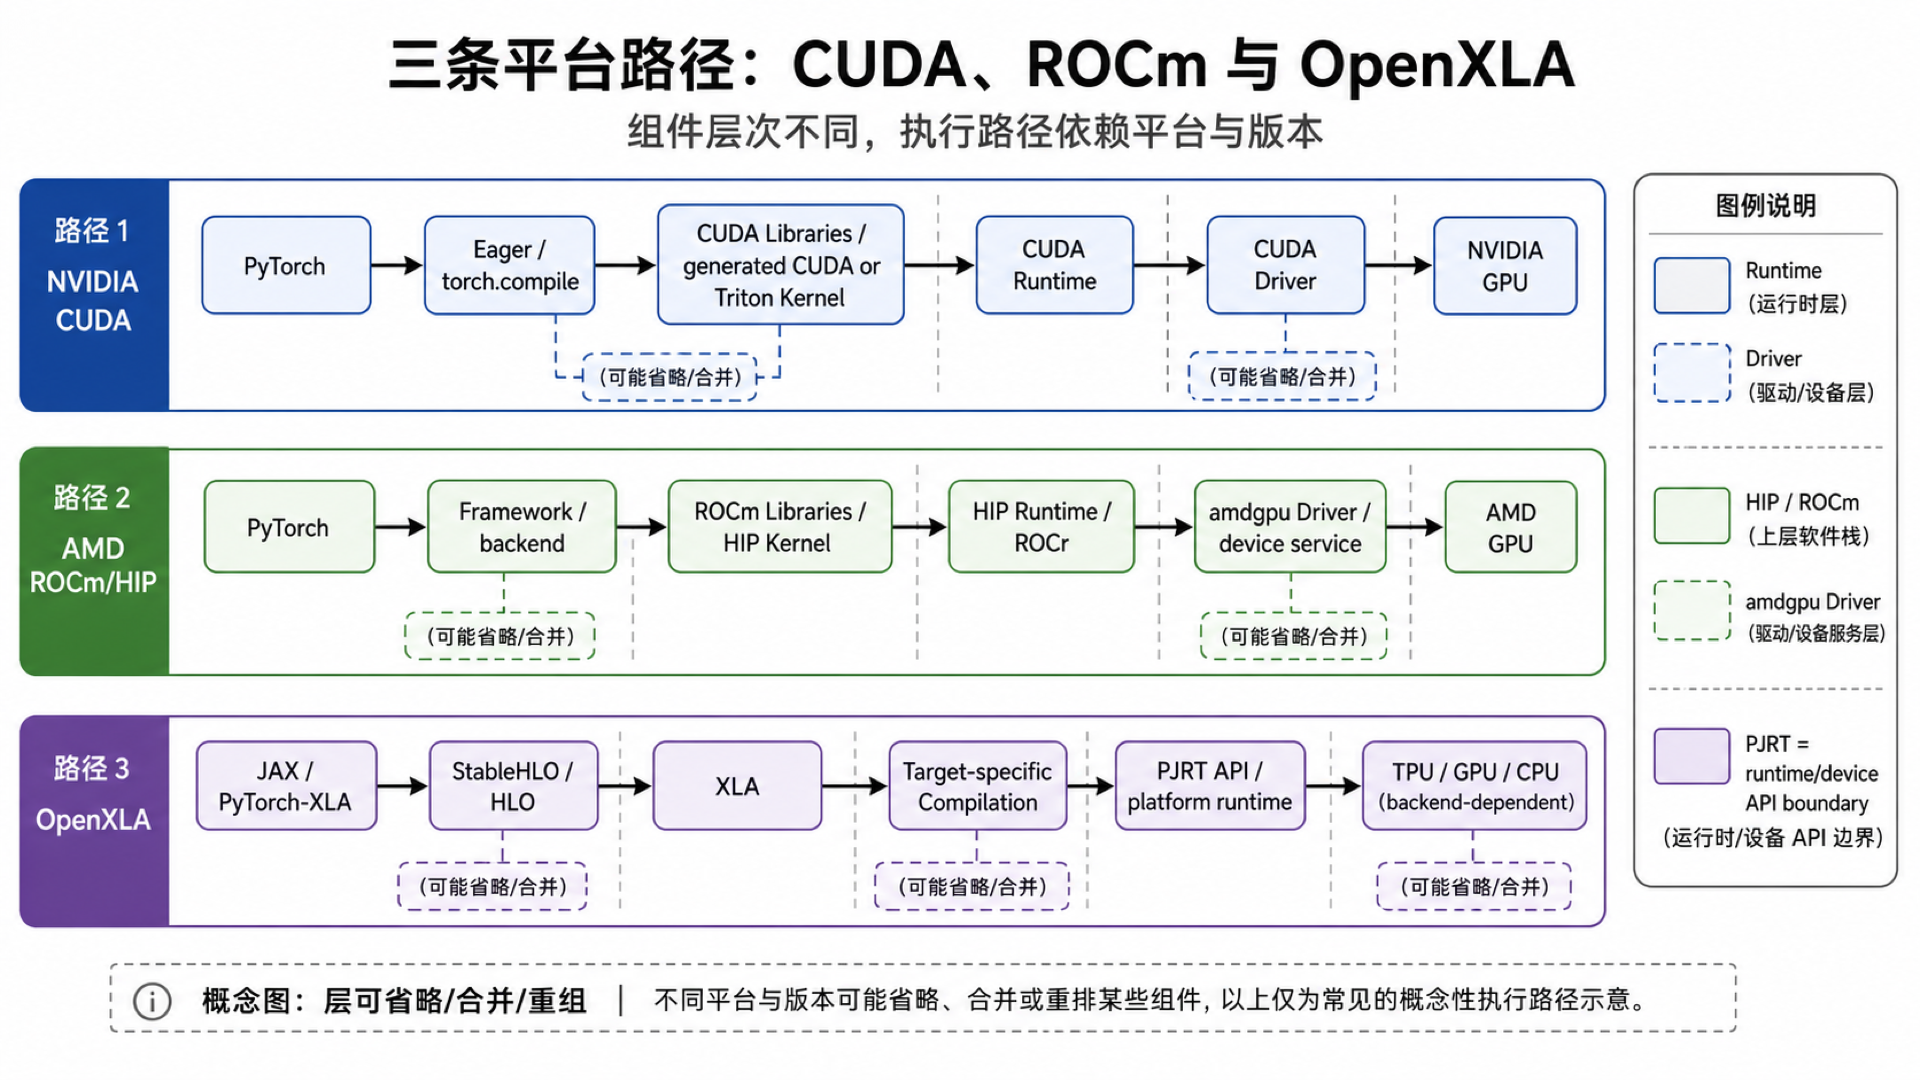 三条平台路径：CUDA、ROCm 与 OpenXLA
组件层次不同，执行路径依赖平台与版本
路径 1
NVIDIA
CUDA
PyTorch
Eager /
torch.compile
CUDA Libraries /
generated CUDA or
Triton Kernel
CUDA
Runtime
CUDA
Driver
NVIDIA
GPU
（可能省略/合并）
（可能省略/合并）
路径 2
AMD
ROCm/HIP
PyTorch
Framework /
backend
ROCm Libraries /
HIP Kernel
HIP Runtime /
ROCr
amdgpu Driver /
device service
AMD
GPU
（可能省略/合并）
（可能省略/合并）
路径 3
OpenXLA
JAX /
PyTorch-XLA
StableHLO /
HLO
XLA
Target-specific
Compilation
PJRT API /
platform runtime
TPU / GPU / CPU
(backend-dependent)
（可能省略/合并）
（可能省略/合并）
（可能省略/合并）
图例说明
Runtime
（运行时层）
Driver
（驱动/设备层）
HIP / ROCm
（上层软件栈）
amdgpu Driver
（驱动/设备服务层）
PJRT =
runtime/device
API boundary
（运行时/设备 API 边界）
概念图：层可省略/合并/重组 | 不同平台与版本可能省略、合并或重排某些组件, 以上仅为常见的概念性执行路径示意。